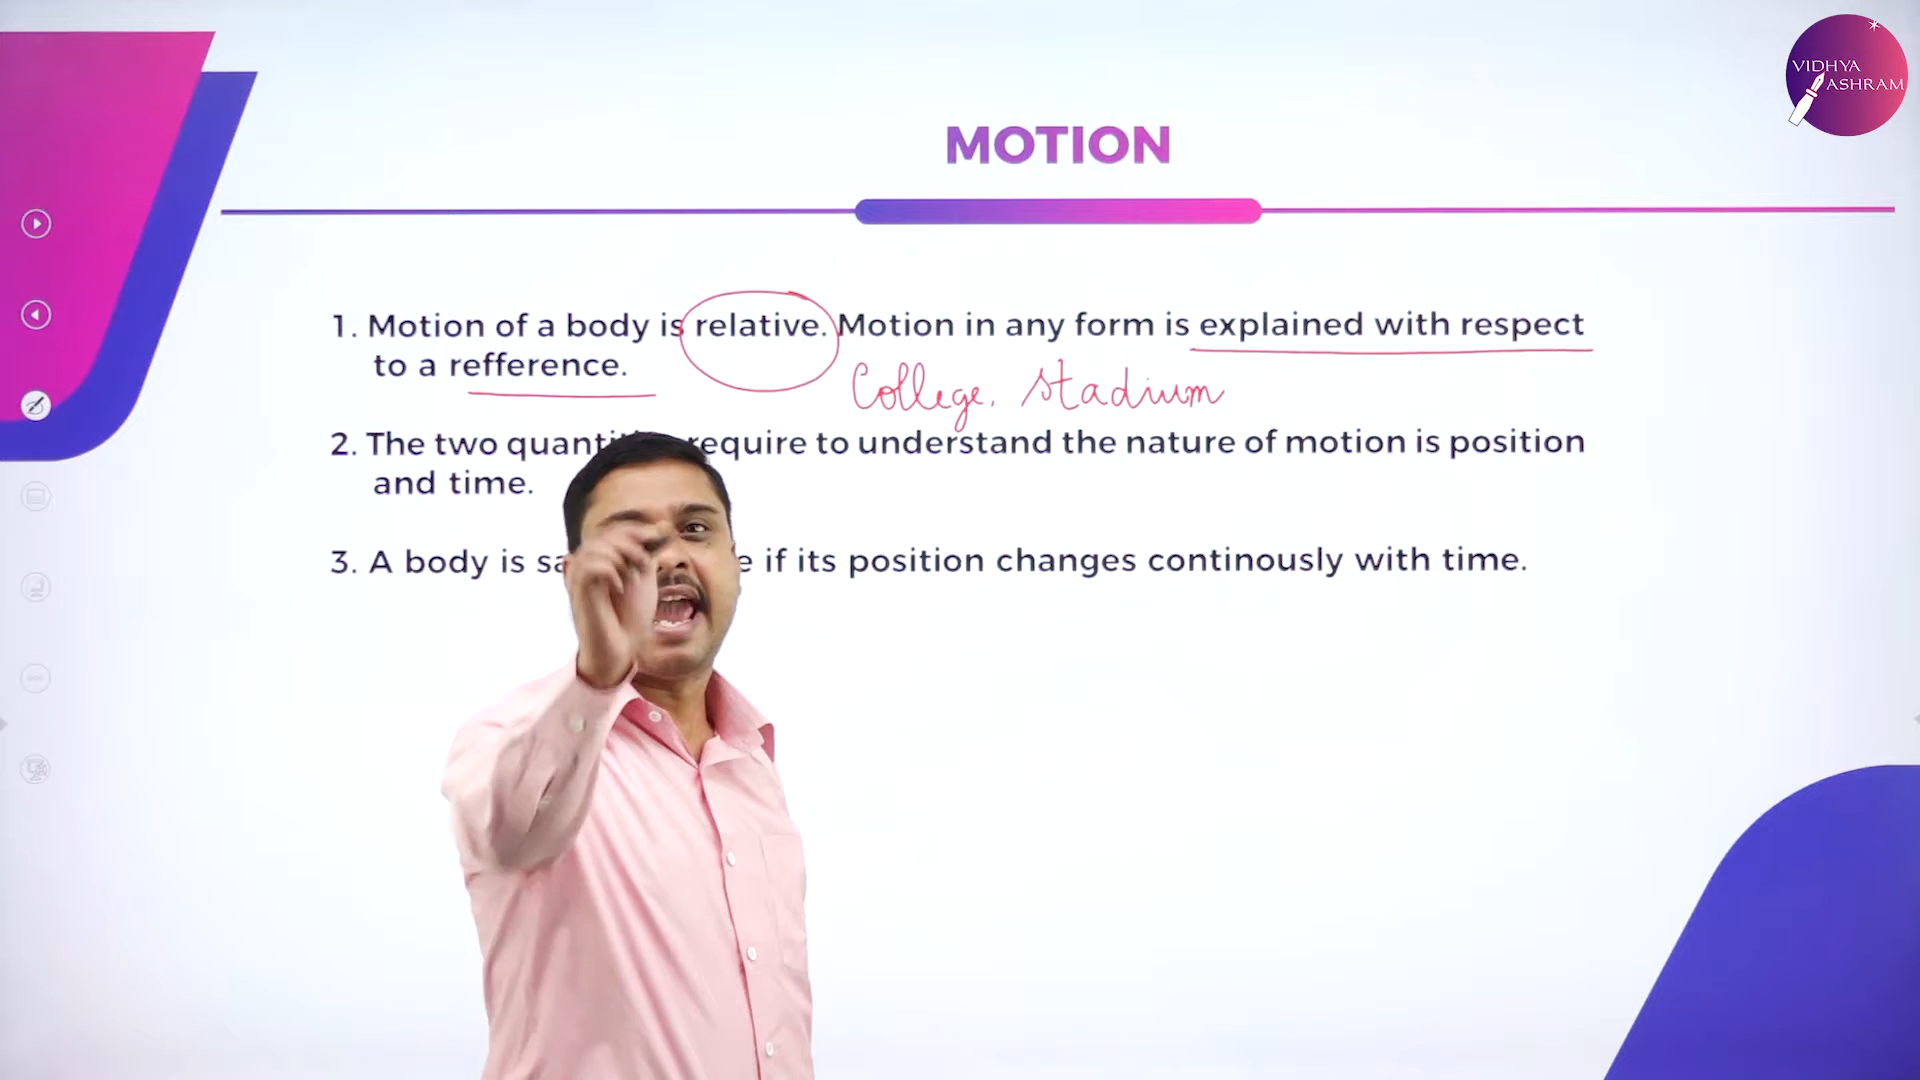 VIDHYA
ASHRAM
MOTION
1. Motion of a body is relative. Motion in any form is explained with respect
to a refference.
College, Stadium
2. The two require to understand the nature of motion is position
and time.
3. A body is if its position changes continously with time.